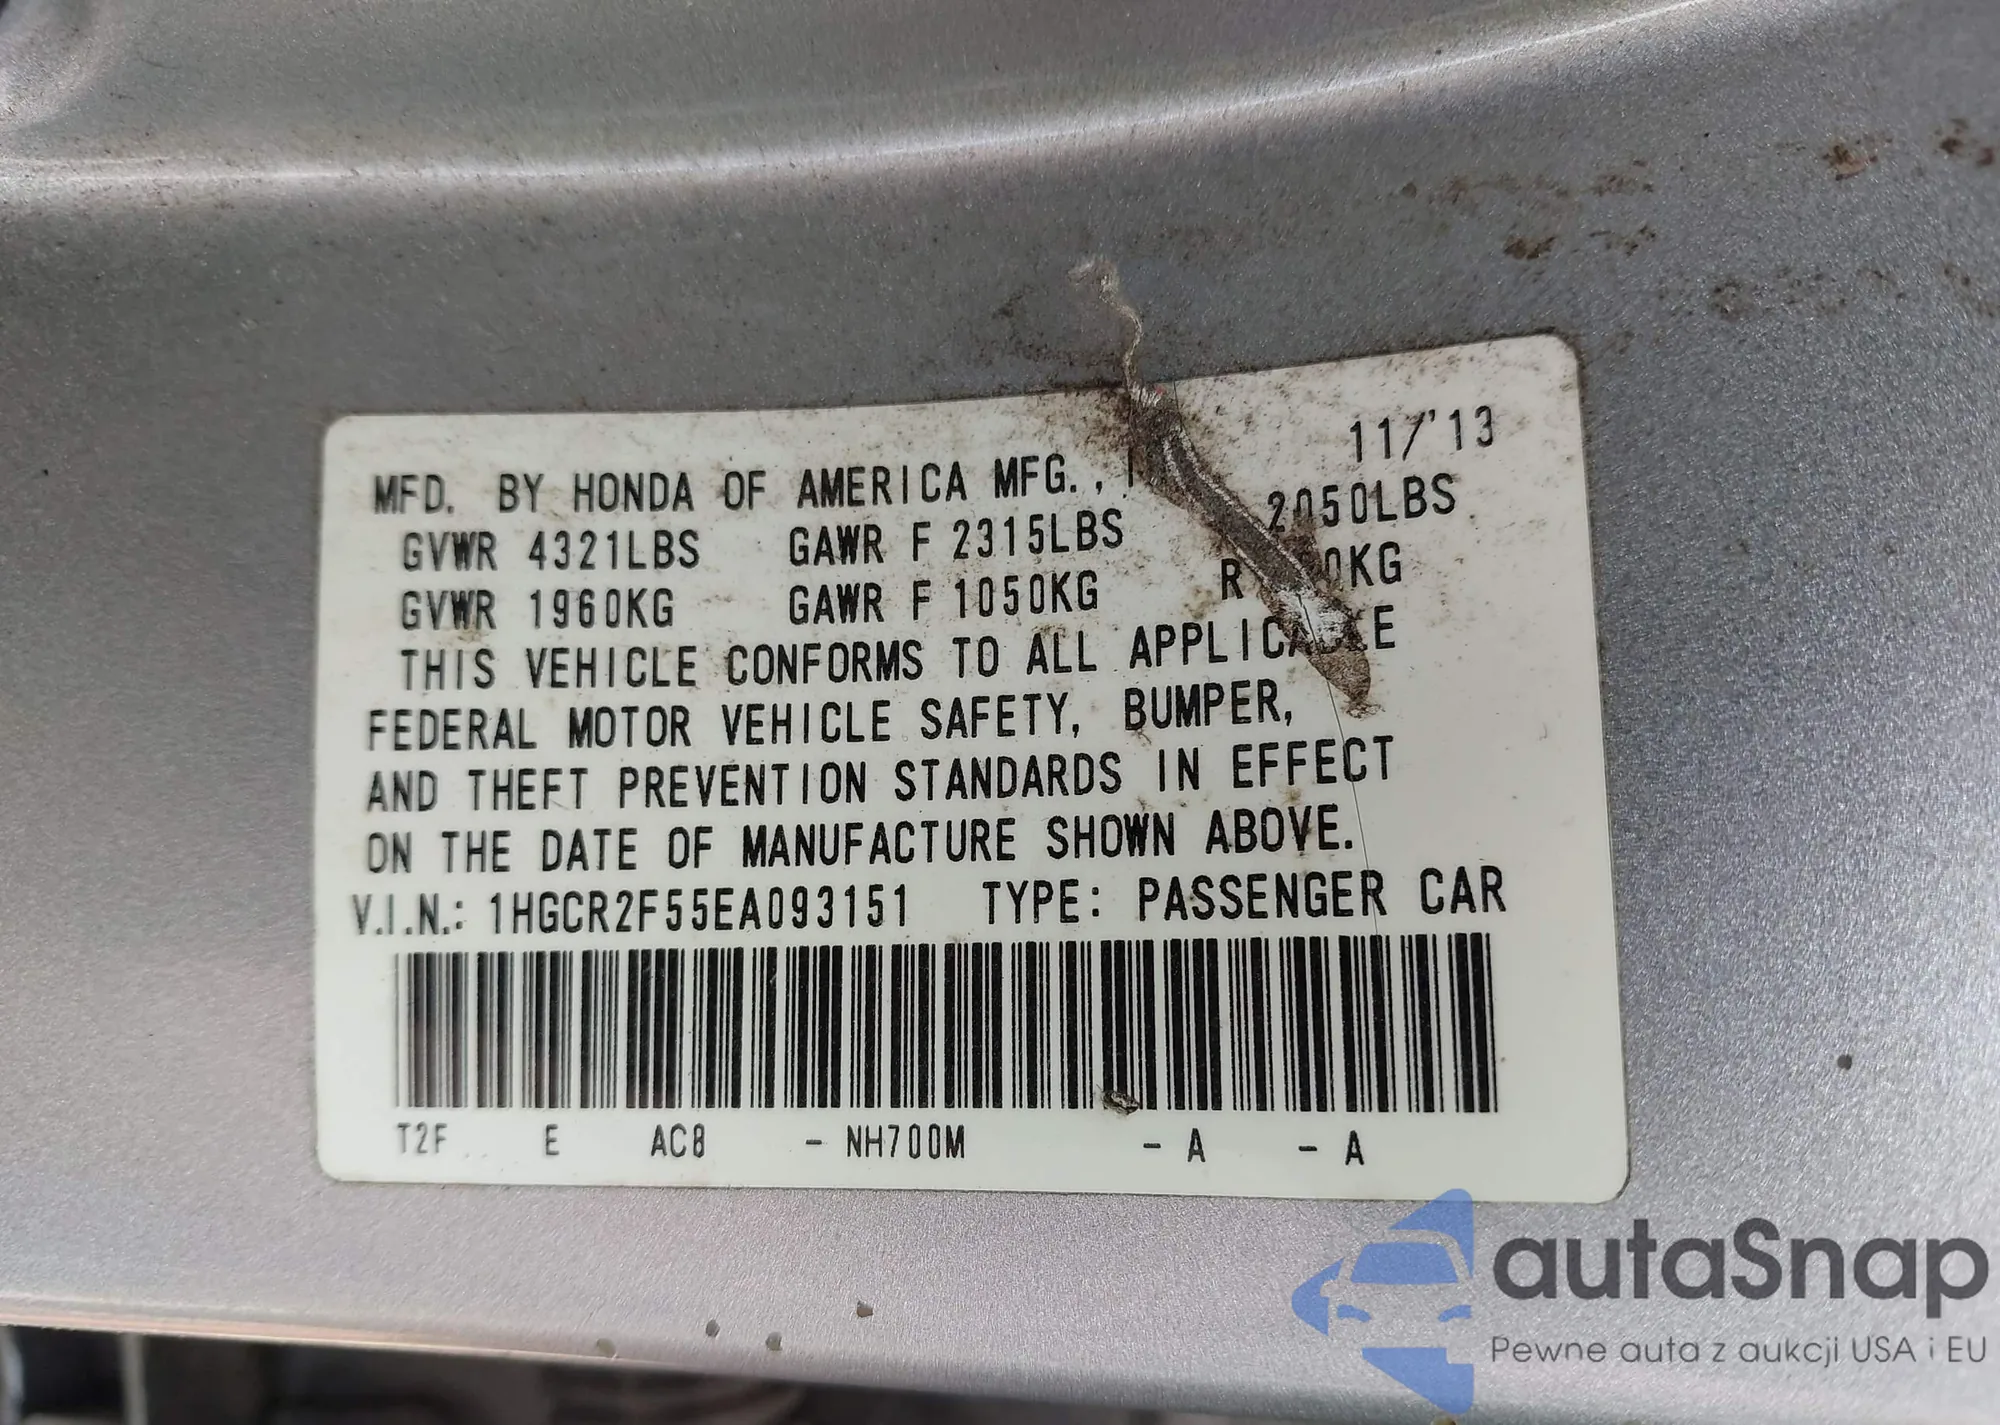 11/'13
MFD. BY HONDA OF AMERICA MFG.,
GVWR 4321LBS GAWR F 2315LBS 2050LBS
GVWR 1960KG GAWR F 1050KG R
THIS VEHICLE CONFORMS TO ALL APPLICABLE
FEDERAL MOTOR VEHICLE SAFETY, BUMPER,
AND THEFT PREVENTION STANDARDS IN EFFECT
ON THE DATE OF MANUFACTURE SHOWN ABOVE.
V.I.N.: 1HGCR2F55EA093151 TYPE: PASSENGER CAR
T2F E AC8 - NH700M - A - A
autaSnap
Pewne auta z aukcji USA i EU